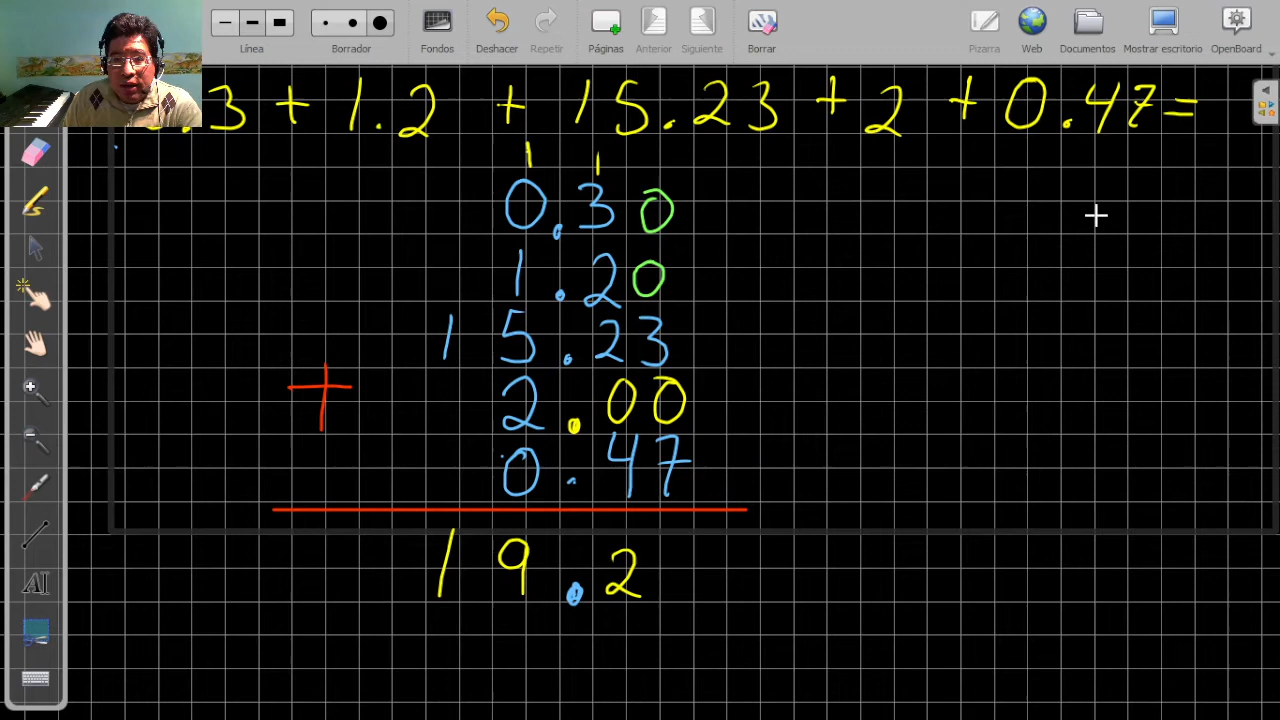 Línea
Borrador
Fondos
Deshacer
Repetir
Páginas
Anterior
Siguiente
Borrar
Pizarra
Web
Documentos
Mostrar escritorio
OpenBoard
.3 + 1.2 + 15.23 + 2 + 0.47 =
1 1
0.30
1.20
15.23
+ 2.00
0.47
19.2
AI